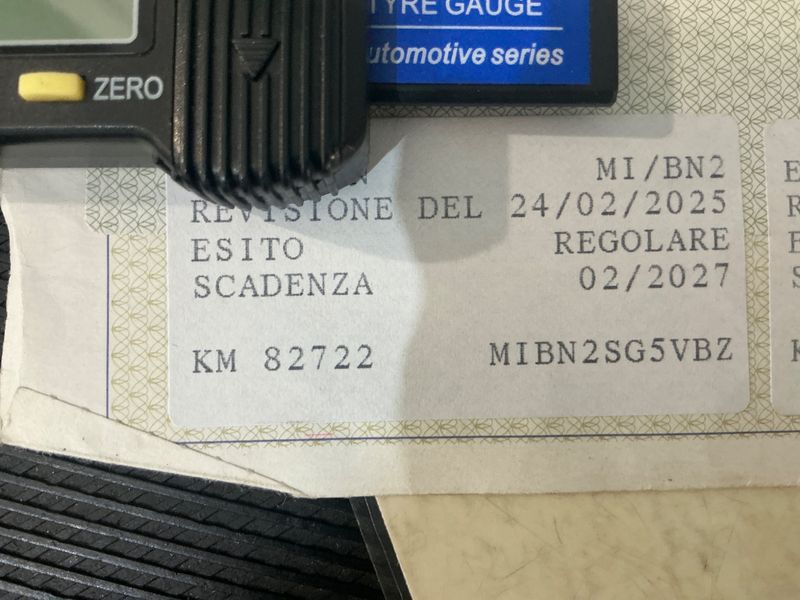 TYRE GAUGE
automotive series
ZERO
MI/BN2
REVISIONE DEL 24/02/2025
ESITO REGOLARE
SCADENZA 02/2027
KM 82722 MIBN2SG5VBZ